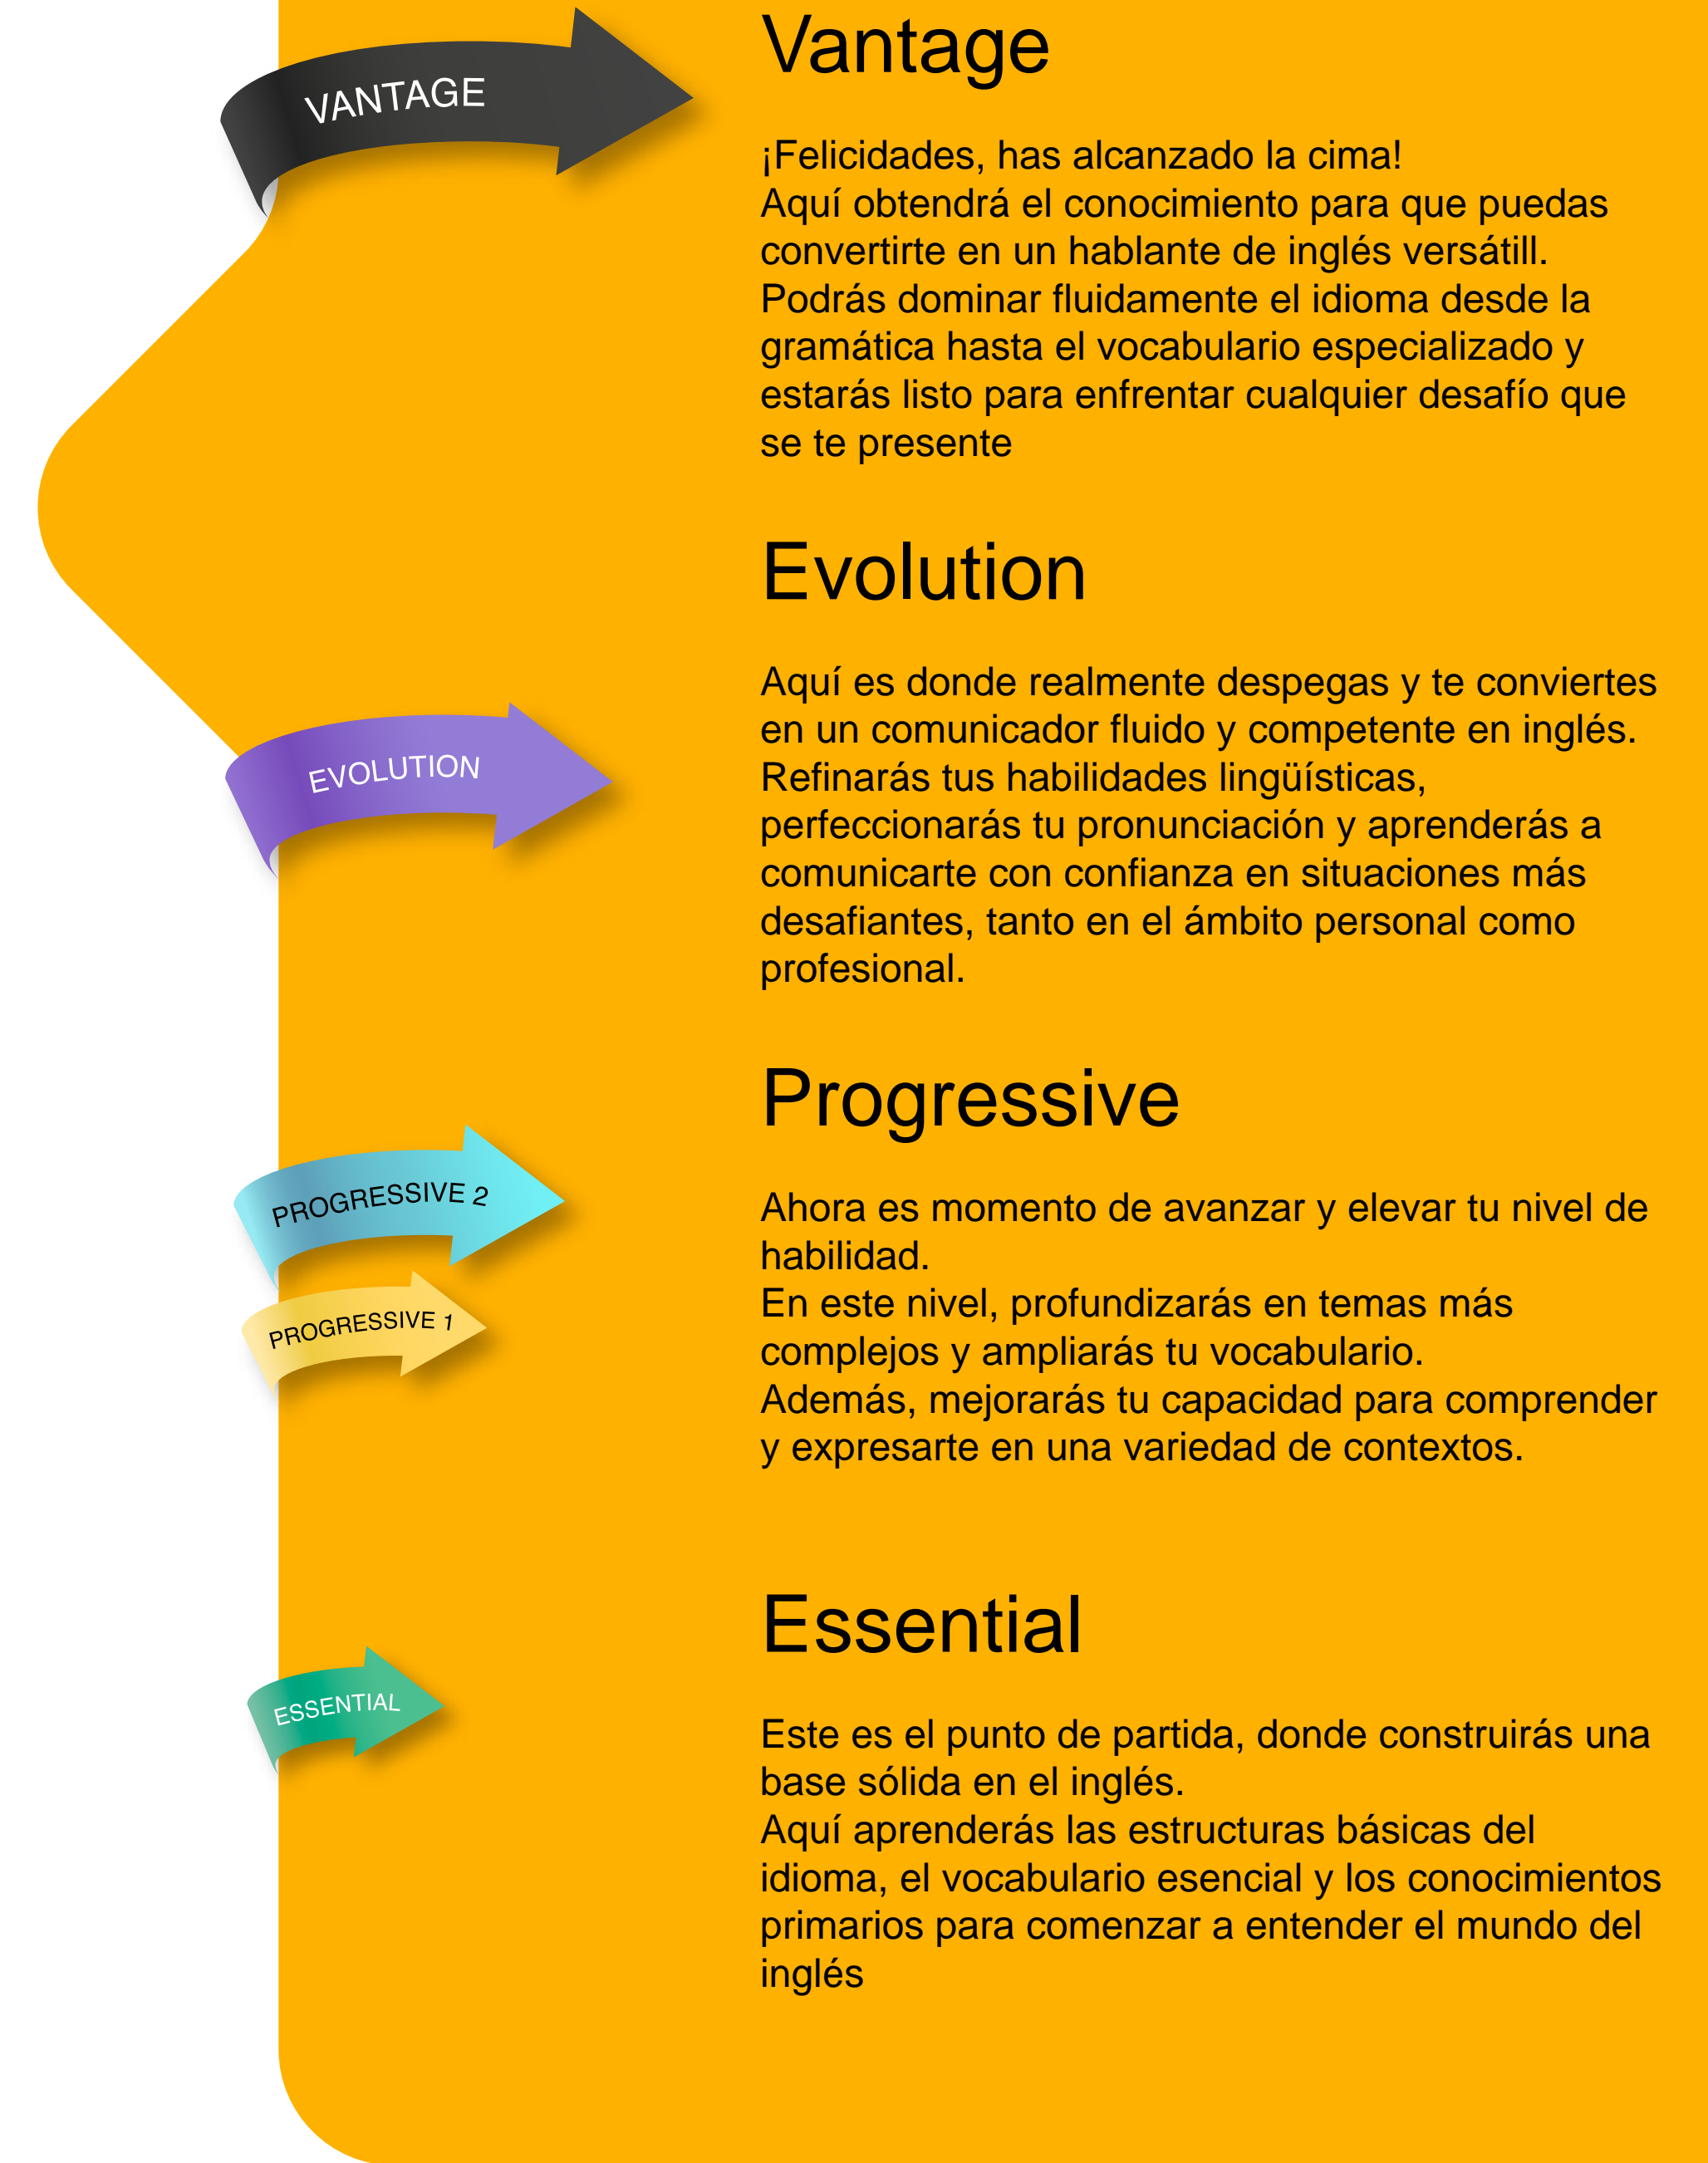 VANTAGE
Vantage
¡Felicidades, has alcanzado la cima!
Aquí obtendrá el conocimiento para que puedas
convertirte en un hablante de inglés versátill.
Podrás dominar fluidamente el idioma desde la
gramática hasta el vocabulario especializado y
estarás listo para enfrentar cualquier desafío que
se te presente
EVOLUTION
Evolution
Aquí es donde realmente despegas y te conviertes
en un comunicador fluido y competente en inglés.
Refinarás tus habilidades lingüísticas,
perfeccionarás tu pronunciación y aprenderás a
comunicarte con confianza en situaciones más
desafiantes, tanto en el ámbito personal como
profesional.
PROGRESSIVE 2
PROGRESSIVE 1
Progressive
Ahora es momento de avanzar y elevar tu nivel de
habilidad.
En este nivel, profundizarás en temas más
complejos y ampliarás tu vocabulario.
Además, mejorarás tu capacidad para comprender
y expresarte en una variedad de contextos.
ESSENTIAL
Essential
Este es el punto de partida, donde construirás una
base sólida en el inglés.
Aquí aprenderás las estructuras básicas del
idioma, el vocabulario esencial y los conocimientos
primarios para comenzar a entender el mundo del
inglés